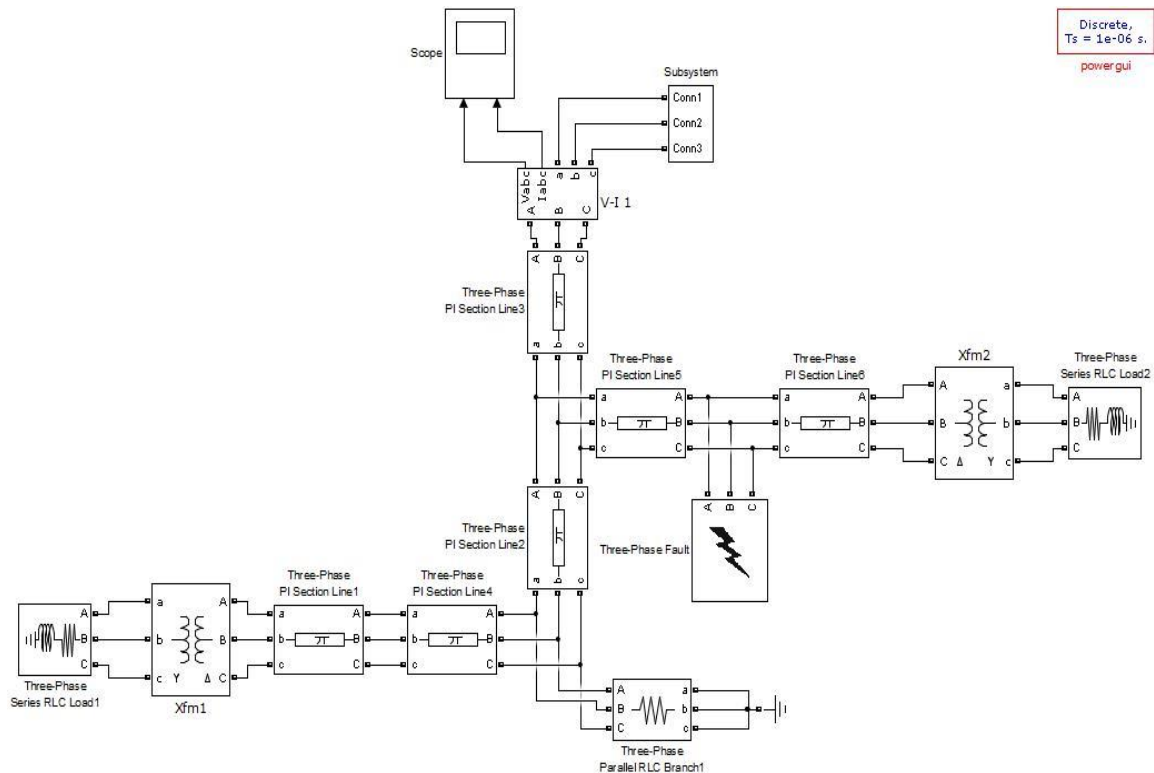 Discrete,
Ts = 1e-06 s.
powergui
Scope
Subsystem
Conn1
Conn2
Conn3
Vabc
Iabc
a
b
c
A
B
C
V-I 1
A
B
C
Three-Phase
PI Section Line3
a
b
c
Three-Phase
PI Section Line5
a
A
b
B
c
C
Three-Phase
PI Section Line6
a
A
b
B
c
C
Xfm2
A
a
B
b
C
Δ
Y
c
Three-Phase
Series RLC Load2
A
B
C
A
B
C
Three-Phase
PI Section Line2
a
b
c
A
B
C
Three-Phase Fault
Three-Phase
PI Section Line1
a
A
b
B
c
C
Three-Phase
PI Section Line4
a
A
b
B
c
C
A
B
C
Three-Phase
Series RLC Load1
a
A
b
B
c
Y
Δ
C
Xfm1
A
a
B
b
C
c
Three-Phase
Parallel RLC Branch1